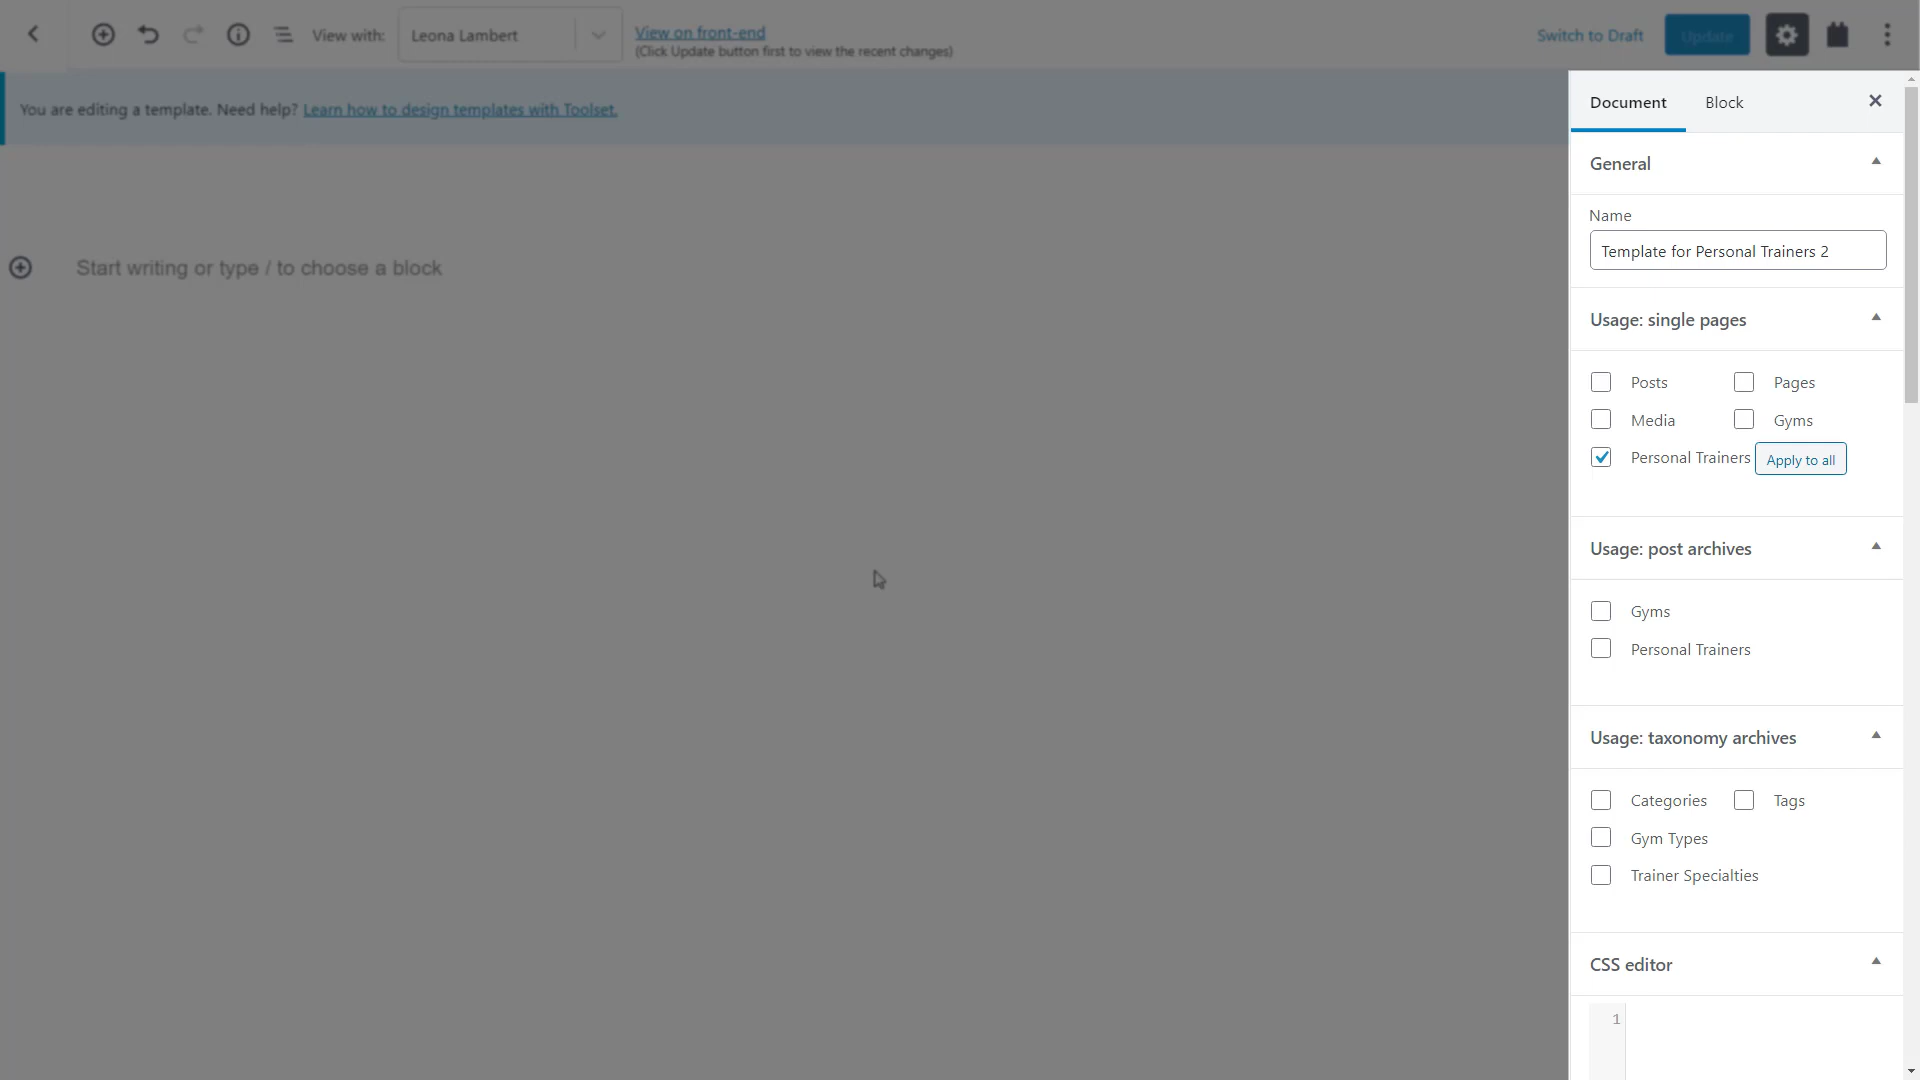 View with:
Leona Lambert
View on front-end
(Click Update button first to view the recent changes)
Switch to Draft
Update
You are editing a template. Need help? Learn how to design templates with Toolset.
Start writing or type / to choose a block
Document
Block
General
Name
Template for Personal Trainers 2
Usage: single pages
Posts
Pages
Media
Gyms
Personal Trainers
Apply to all
Usage: post archives
Gyms
Personal Trainers
Usage: taxonomy archives
Categories
Tags
Gym Types
Trainer Specialties
CSS editor
1